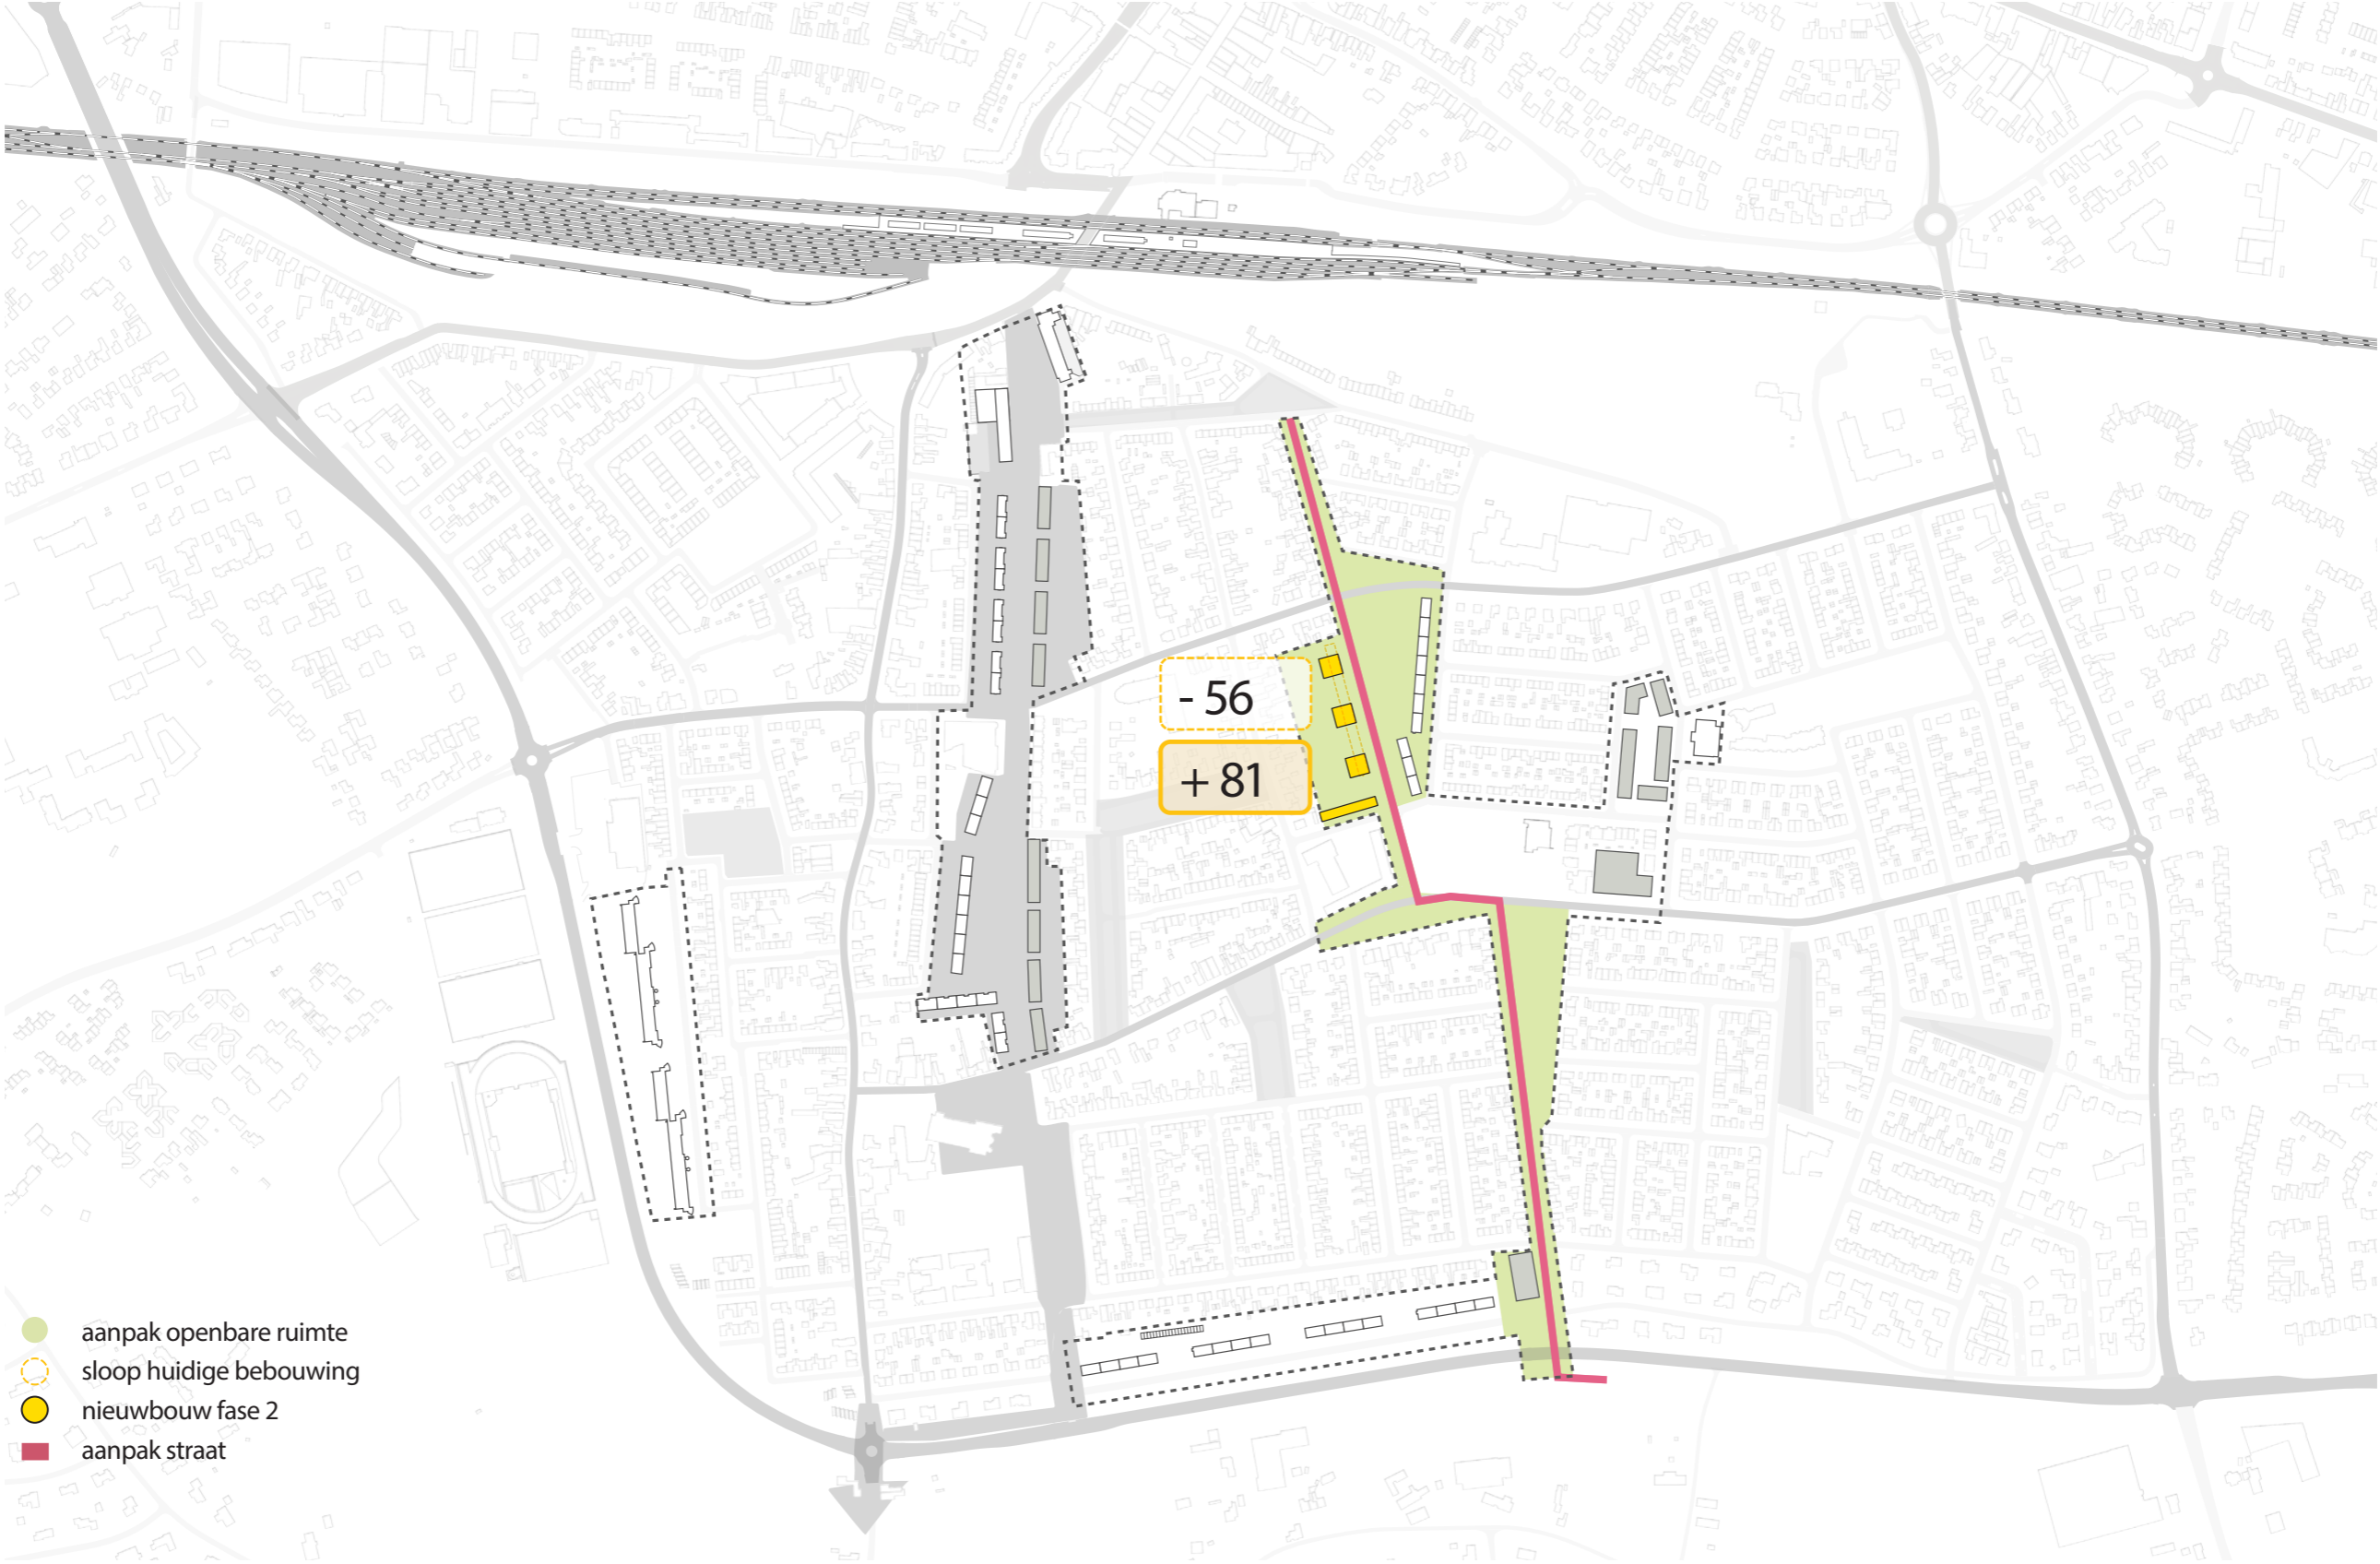 - 56
+ 81
aanpak openbare ruimte
sloop huidige bebouwing
nieuwbouw fase 2
aanpak straat